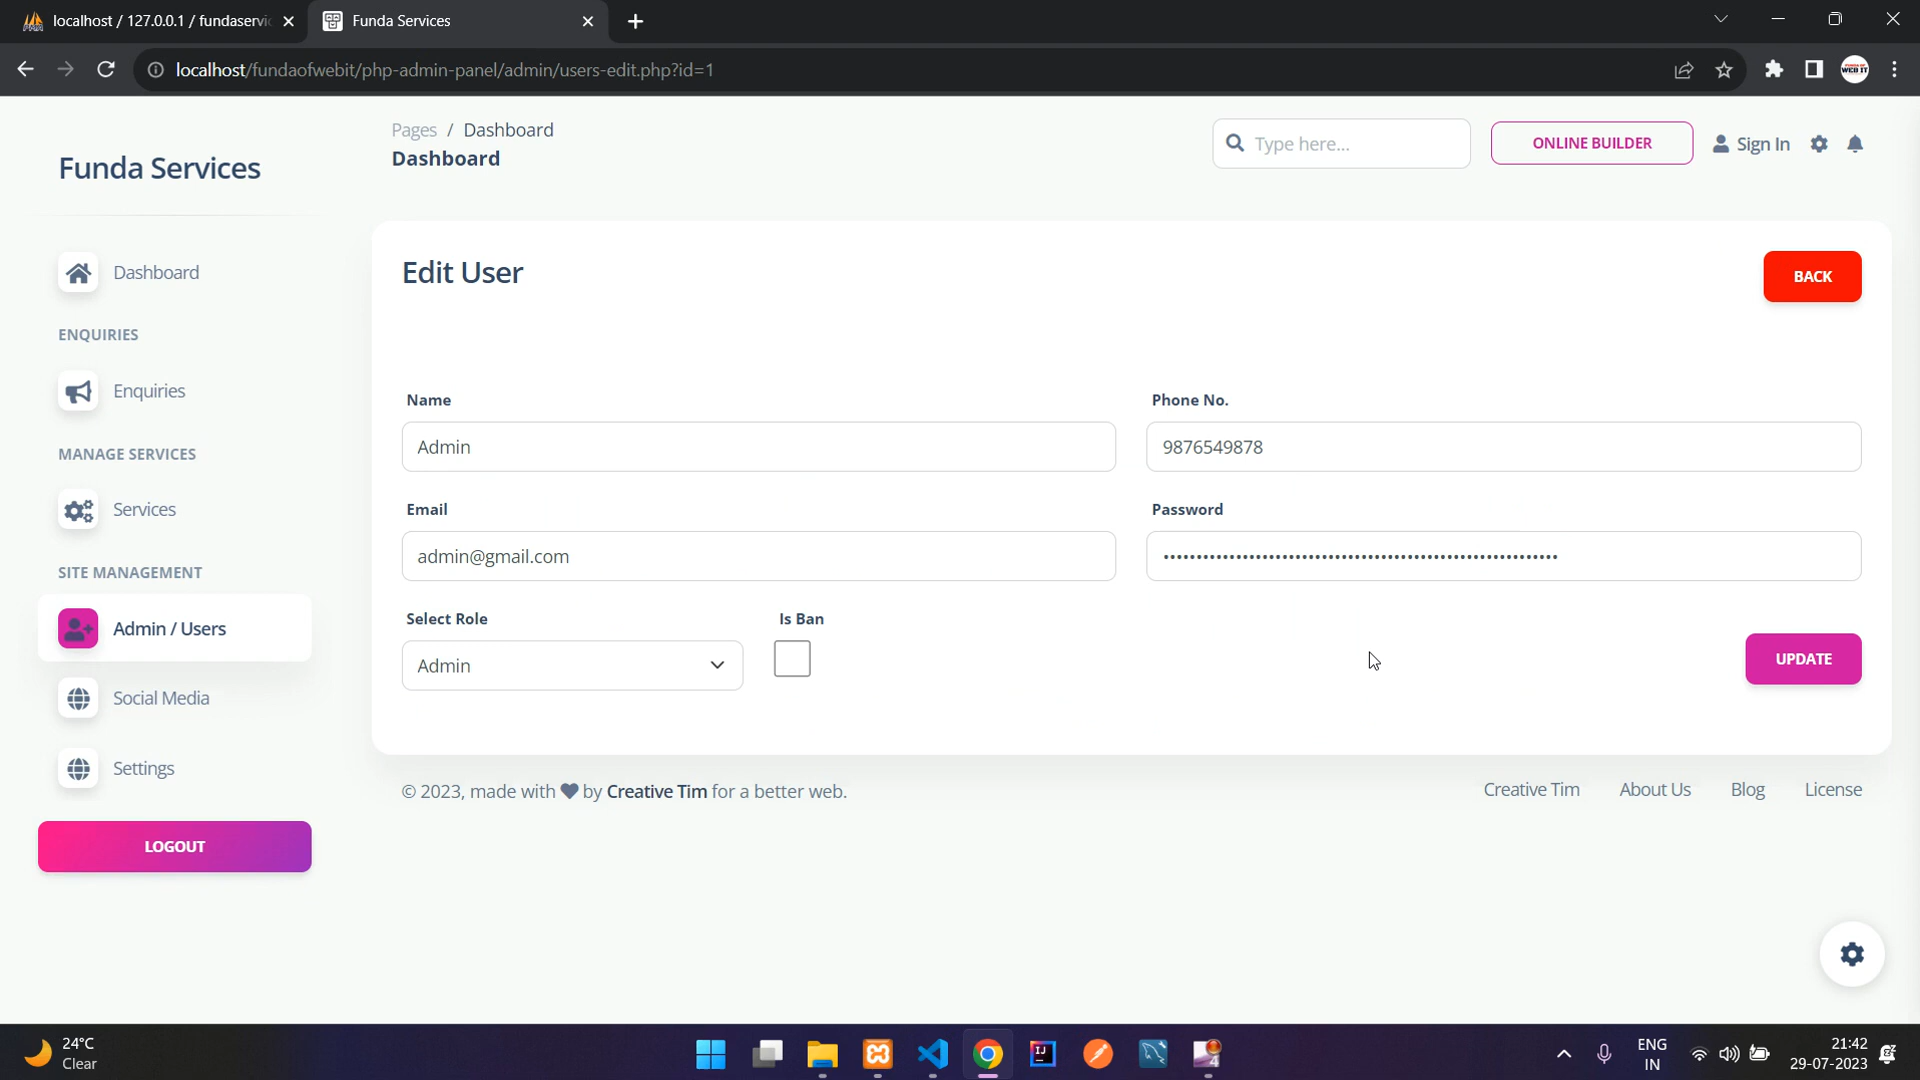 localhost / 127.0.0.1 / fundaservic
Funda Services
localhost/fundaofwebit/php-admin-panel/admin/users-edit.php?id=1
WEB IT
Pages / Dashboard
Dashboard
Type here...
ONLINE BUILDER
Sign In
Funda Services
Dashboard
ENQUIRIES
Enquiries
MANAGE SERVICES
Services
SITE MANAGEMENT
Admin / Users
Social Media
Settings
LOGOUT
Edit User
BACK
Name
Phone No.
Admin
9876549878
Email
Password
admin@gmail.com
Select Role
Is Ban
Admin
UPDATE
© 2023, made with ♥ by Creative Tim for a better web.
Creative Tim
About Us
Blog
License
24°C
Clear
IJ
4
ENG
IN
21:42
29-07-2023